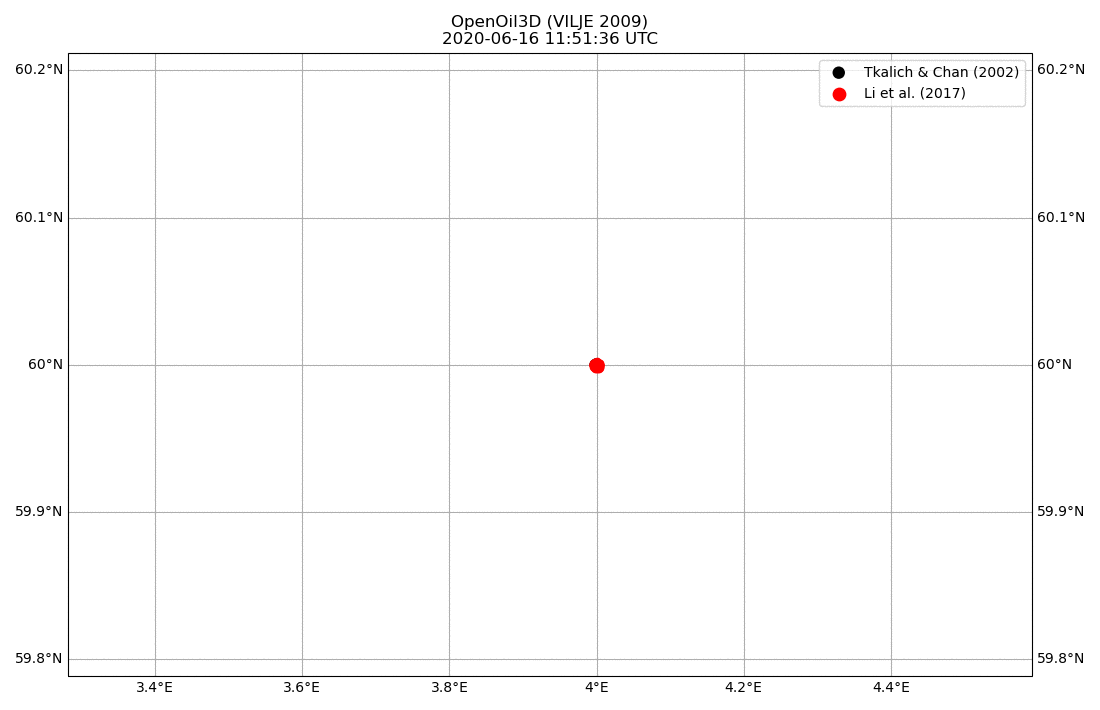 OpenOil3D (VILJE 2009)
2020-06-16 11:51:36 UTC
Tkalich & Chan (2002)
Li et al. (2017)
60.2°N 60.2°N
60.1°N 60.1°N
60°N 60°N
59.9°N 59.9°N
59.8°N 59.8°N
3.4°E 3.6°E 3.8°E 4°E 4.2°E 4.4°E